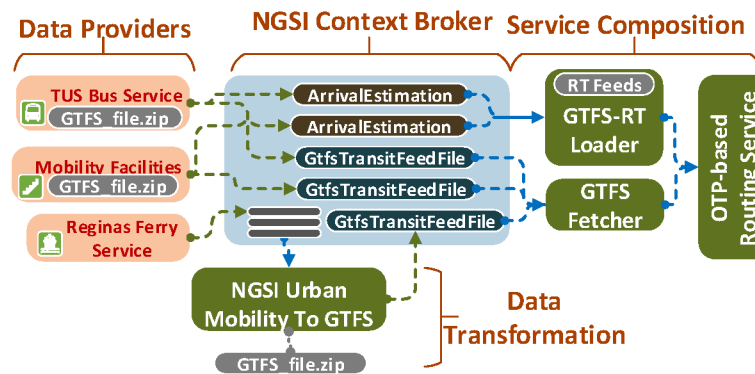 Data Providers
NGSI Context Broker
Service Composition
TUS Bus Service
GTFS_file.zip
Mobility Facilities
GTFS_file.zip
Reginas Ferry
Service
ArrivalEstimation
ArrivalEstimation
GtfsTransitFeedFile
GtfsTransitFeedFile
GtfsTransitFeedFile
RT Feeds
GTFS-RT
Loader
GTFS
Fetcher
OTP-based
Routing Service
NGSI Urban
Mobility To GTFS
GTFS_file.zip
Data
Transformation